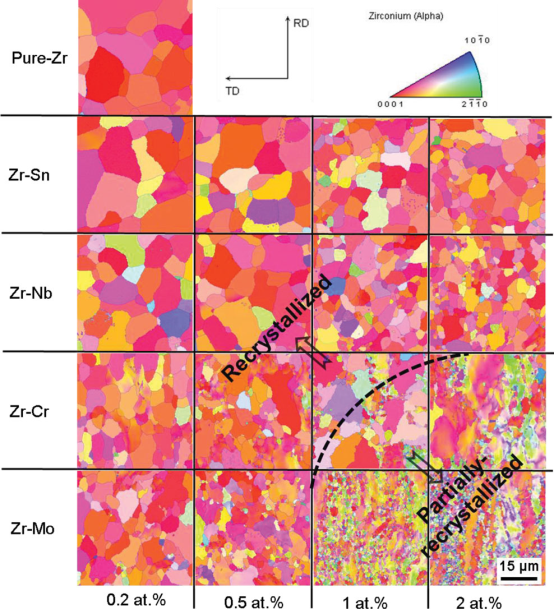 Pure-Zr
RD
TD
Zirconium (Alpha)
10 1̄0
0001
2 1̄ 1̄ 0
Zr-Sn
Zr-Nb
Recrystallized
Zr-Cr
Partially-
recrystallized
Zr-Mo
15 μm
0.2 at.%
0.5 at.%
1 at.%
2 at.%